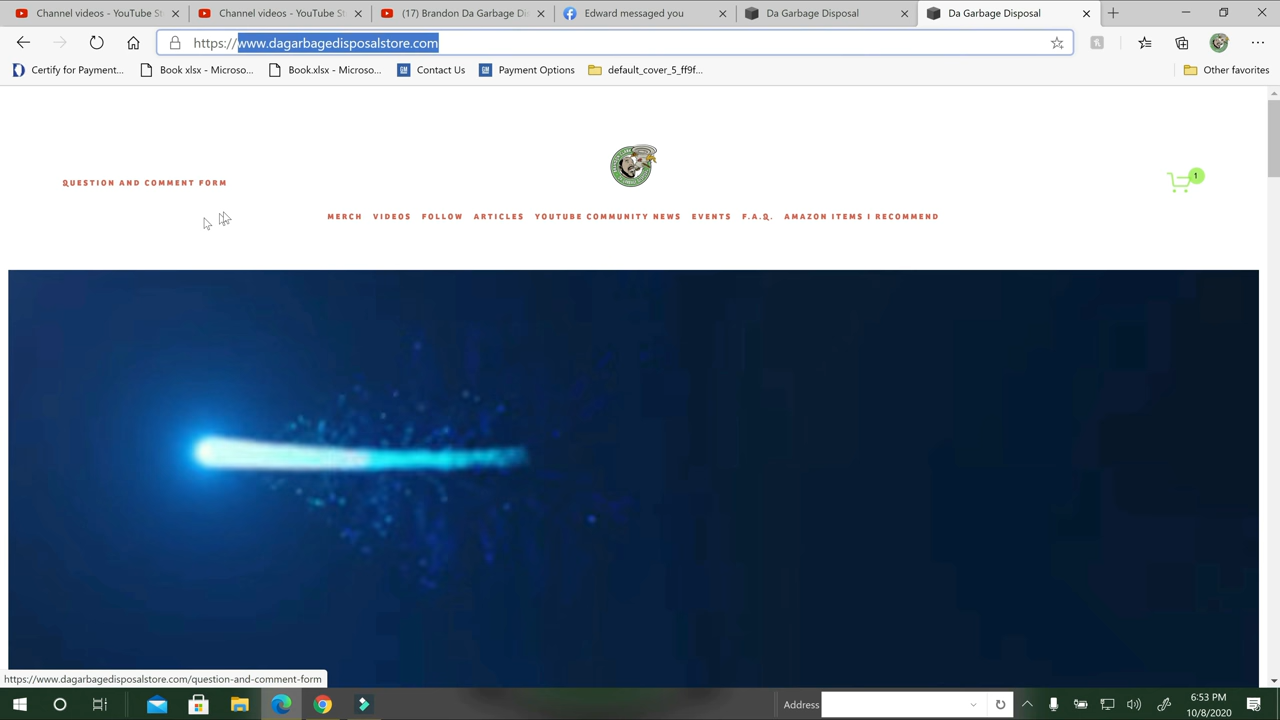 Channel videos - YouTube St
Channel videos - YouTube St
(17) Brandon Da Garbage Di
Edward messaged you
Da Garbage Disposal
Da Garbage Disposal
https://www.dagarbagedisposalstore.com
Certify for Payment...
Book xlsx - Microso...
Book.xlsx - Microso...
GM Contact Us
GM Payment Options
default_cover_5_ff9f...
Other favorites
QUESTION AND COMMENT FORM
1
MERCH VIDEOS FOLLOW ARTICLES YOUTUBE COMMUNITY NEWS EVENTS F.A.Q. AMAZON ITEMS I RECOMMEND
https://www.dagarbagedisposalstore.com/question-and-comment-form
Address
6:53 PM
10/8/2020